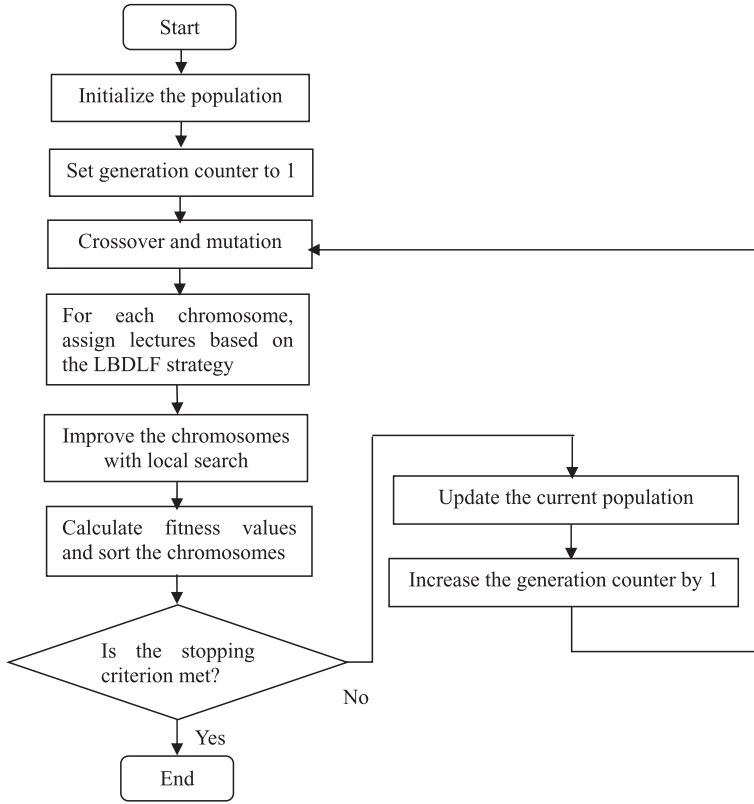 Start
Initialize the population
Set generation counter to 1
Crossover and mutation
For each chromosome,
assign lectures based on
the LBDLF strategy
Improve the chromosomes
with local search
Calculate fitness values
and sort the chromosomes
Is the stopping
criterion met?
No
Yes
End
Update the current population
Increase the generation counter by 1